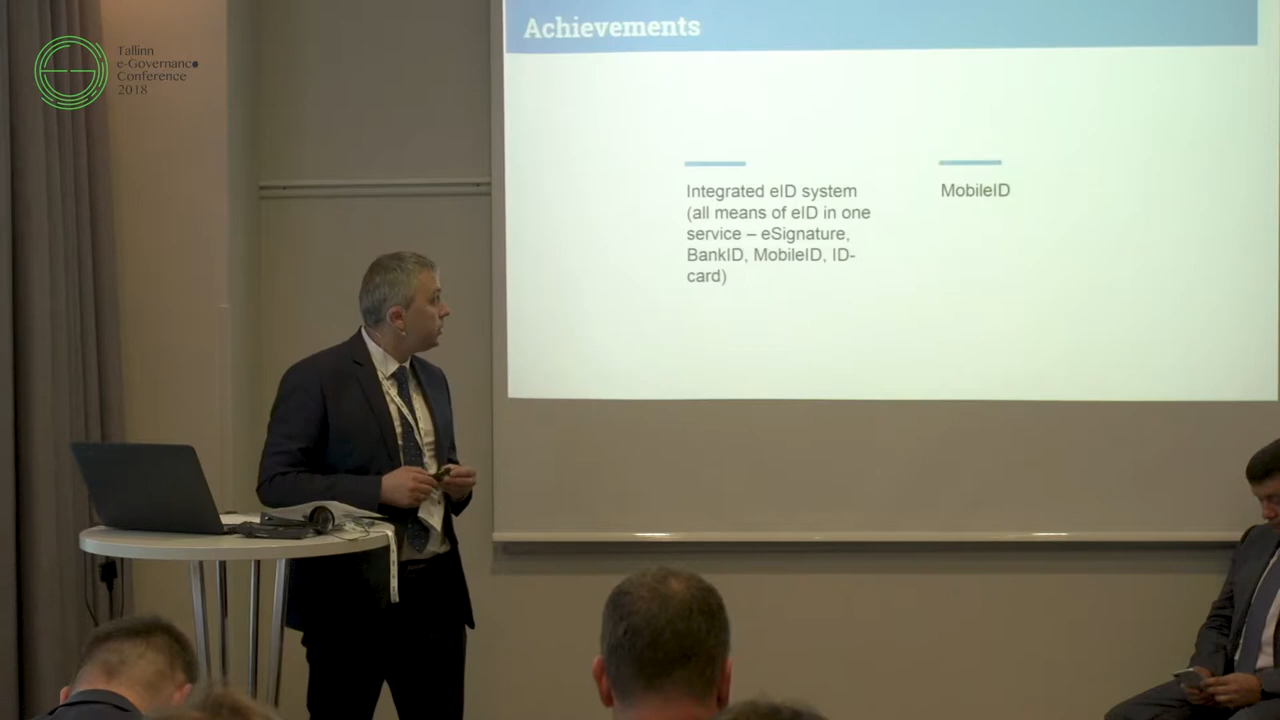 Tallinn
e-Governance
Conference
2018
Achievements
Integrated eID system
(all means of eID in one
service – eSignature,
BankID, MobileID, ID-
card)
MobileID